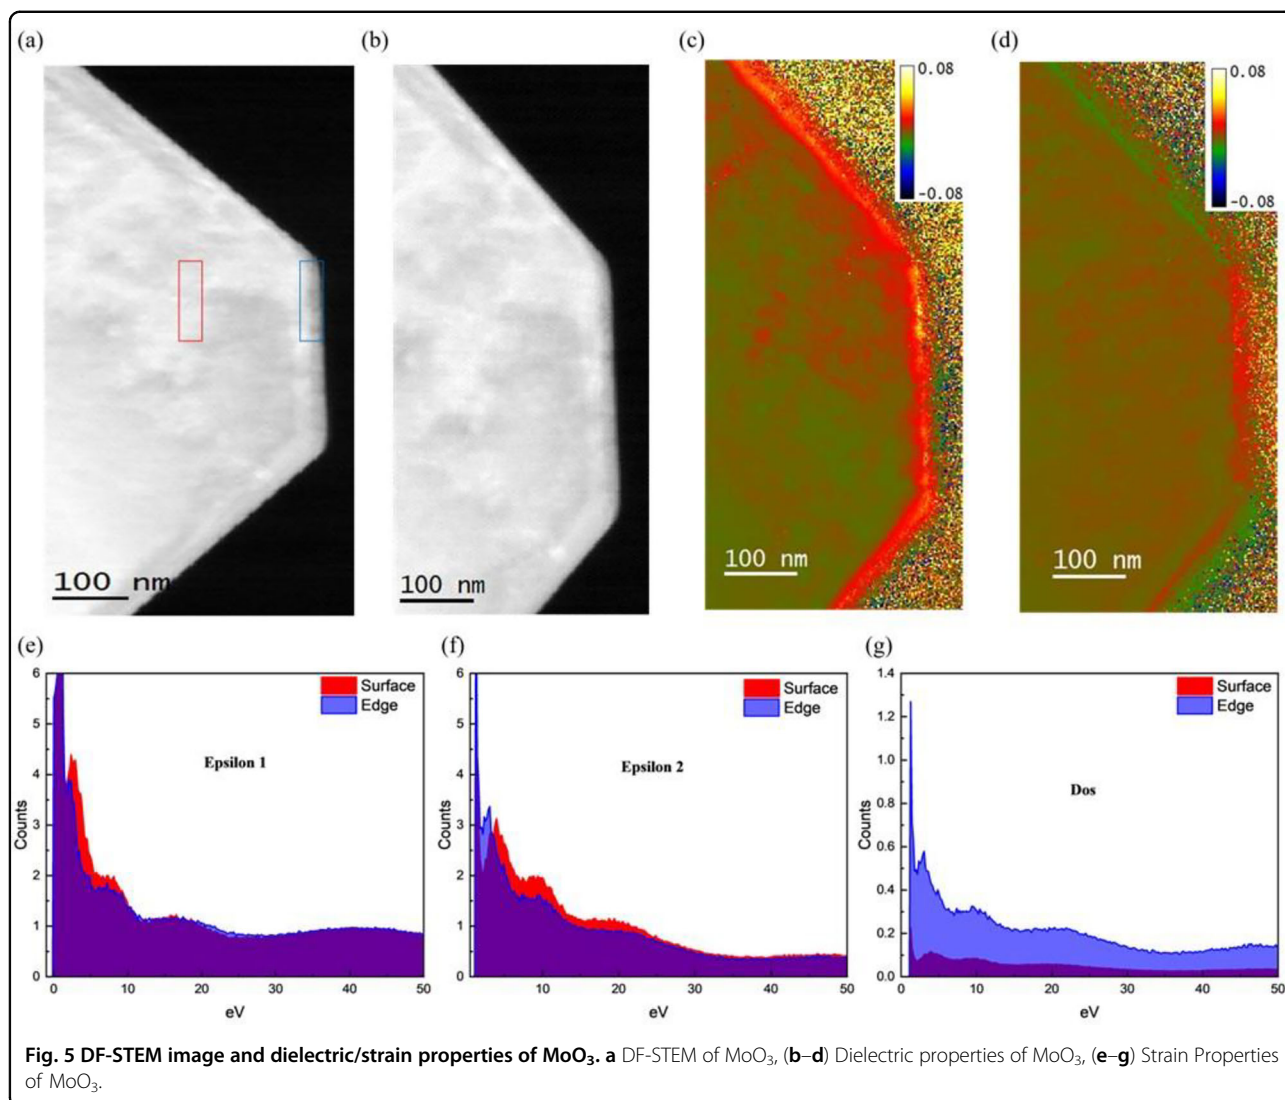 (a)
(b)
(c)
(d)
0.08
-0.08
0.08
-0.08
100 nm
100 nm
100 nm
100 nm
(e)
(f)
(g)
6
5
4
3
2
1
0
Counts
Surface
Edge
Epsilon 1
0 10 20 30 40 50
eV
6
5
4
3
2
1
0
Counts
Surface
Edge
Epsilon 2
10 20 30 40 50
eV
1.4
1.2
1.0
0.8
0.6
0.4
0.2
0.0
Counts
Surface
Edge
Dos
0 10 20 30 40 50
eV
Fig. 5 DF-STEM image and dielectric/strain properties of MoO₃. a DF-STEM of MoO₃, (b–d) Dielectric properties of MoO₃, (e–g) Strain Properties
of MoO₃.